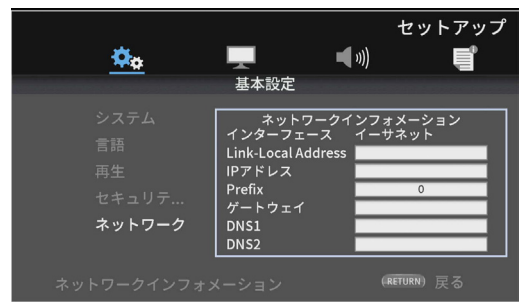 セットアップ
基本設定
システム
言語
再生
セキュリテ...
ネットワーク
ネットワークインフォメーション
インターフェース イーサネット
Link-Local Address
IPアドレス
Prefix 0
ゲートウェイ
DNS1
DNS2
ネットワークインフォメーション
RETURN 戻る